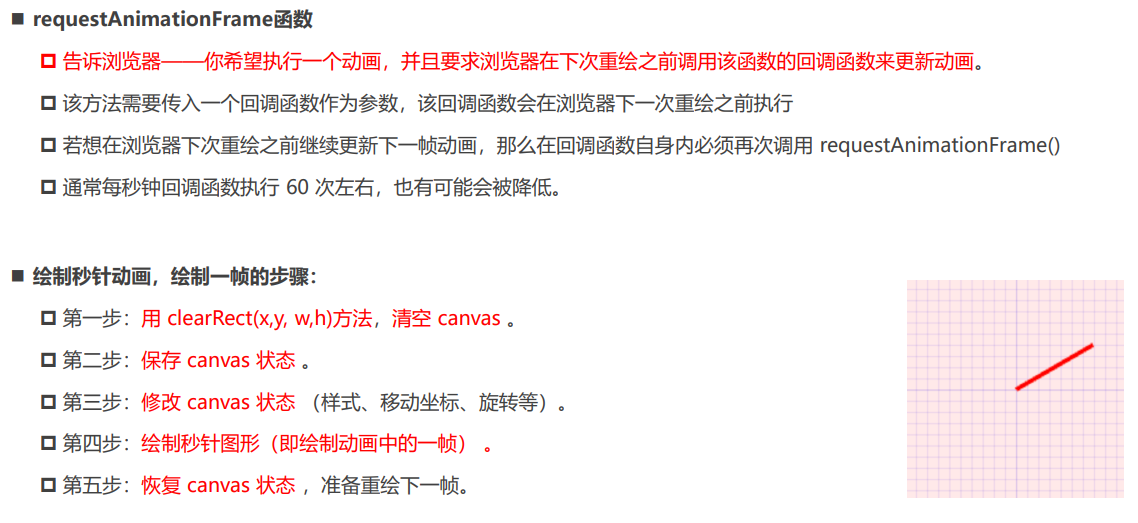 requestAnimationFrame函数
告诉浏览器——你希望执行一个动画，并且要求浏览器在下次重绘之前调用该函数的回调函数来更新动画。
该方法需要传入一个回调函数作为参数，该回调函数会在浏览器下一次重绘之前执行
若想在浏览器下次重绘之前继续更新下一帧动画，那么在回调函数自身内必须再次调用 requestAnimationFrame()
通常每秒钟回调函数执行 60 次左右，也有可能会被降低。
绘制秒针动画，绘制一帧的步骤：
第一步：用 clearRect(x,y, w,h)方法，清空 canvas 。
第二步：保存 canvas 状态 。
第三步：修改 canvas 状态 （样式、移动坐标、旋转等）。
第四步：绘制秒针图形（即绘制动画中的一帧） 。
第五步：恢复 canvas 状态 ，准备重绘下一帧。